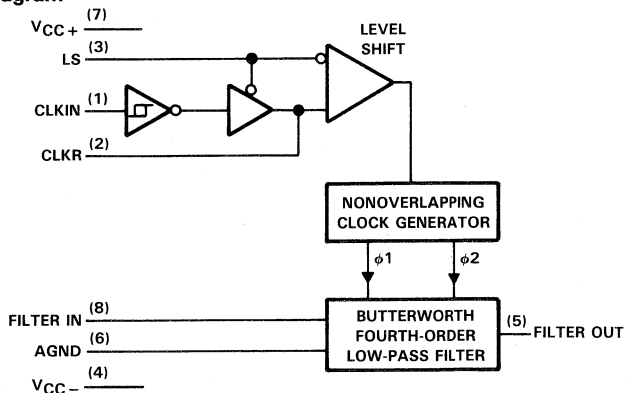 agram
(7)
VCC+
LEVEL
SHIFT
(3)
LS
(1)
CLKIN
(2)
CLKR
NONOVERLAPPING
CLOCK GENERATOR
ϕ1
ϕ2
(8)
FILTER IN
(6)
AGND
BUTTERWORTH
FOURTH-ORDER
LOW-PASS FILTER
(5)
FILTER OUT
(4)
VCC−